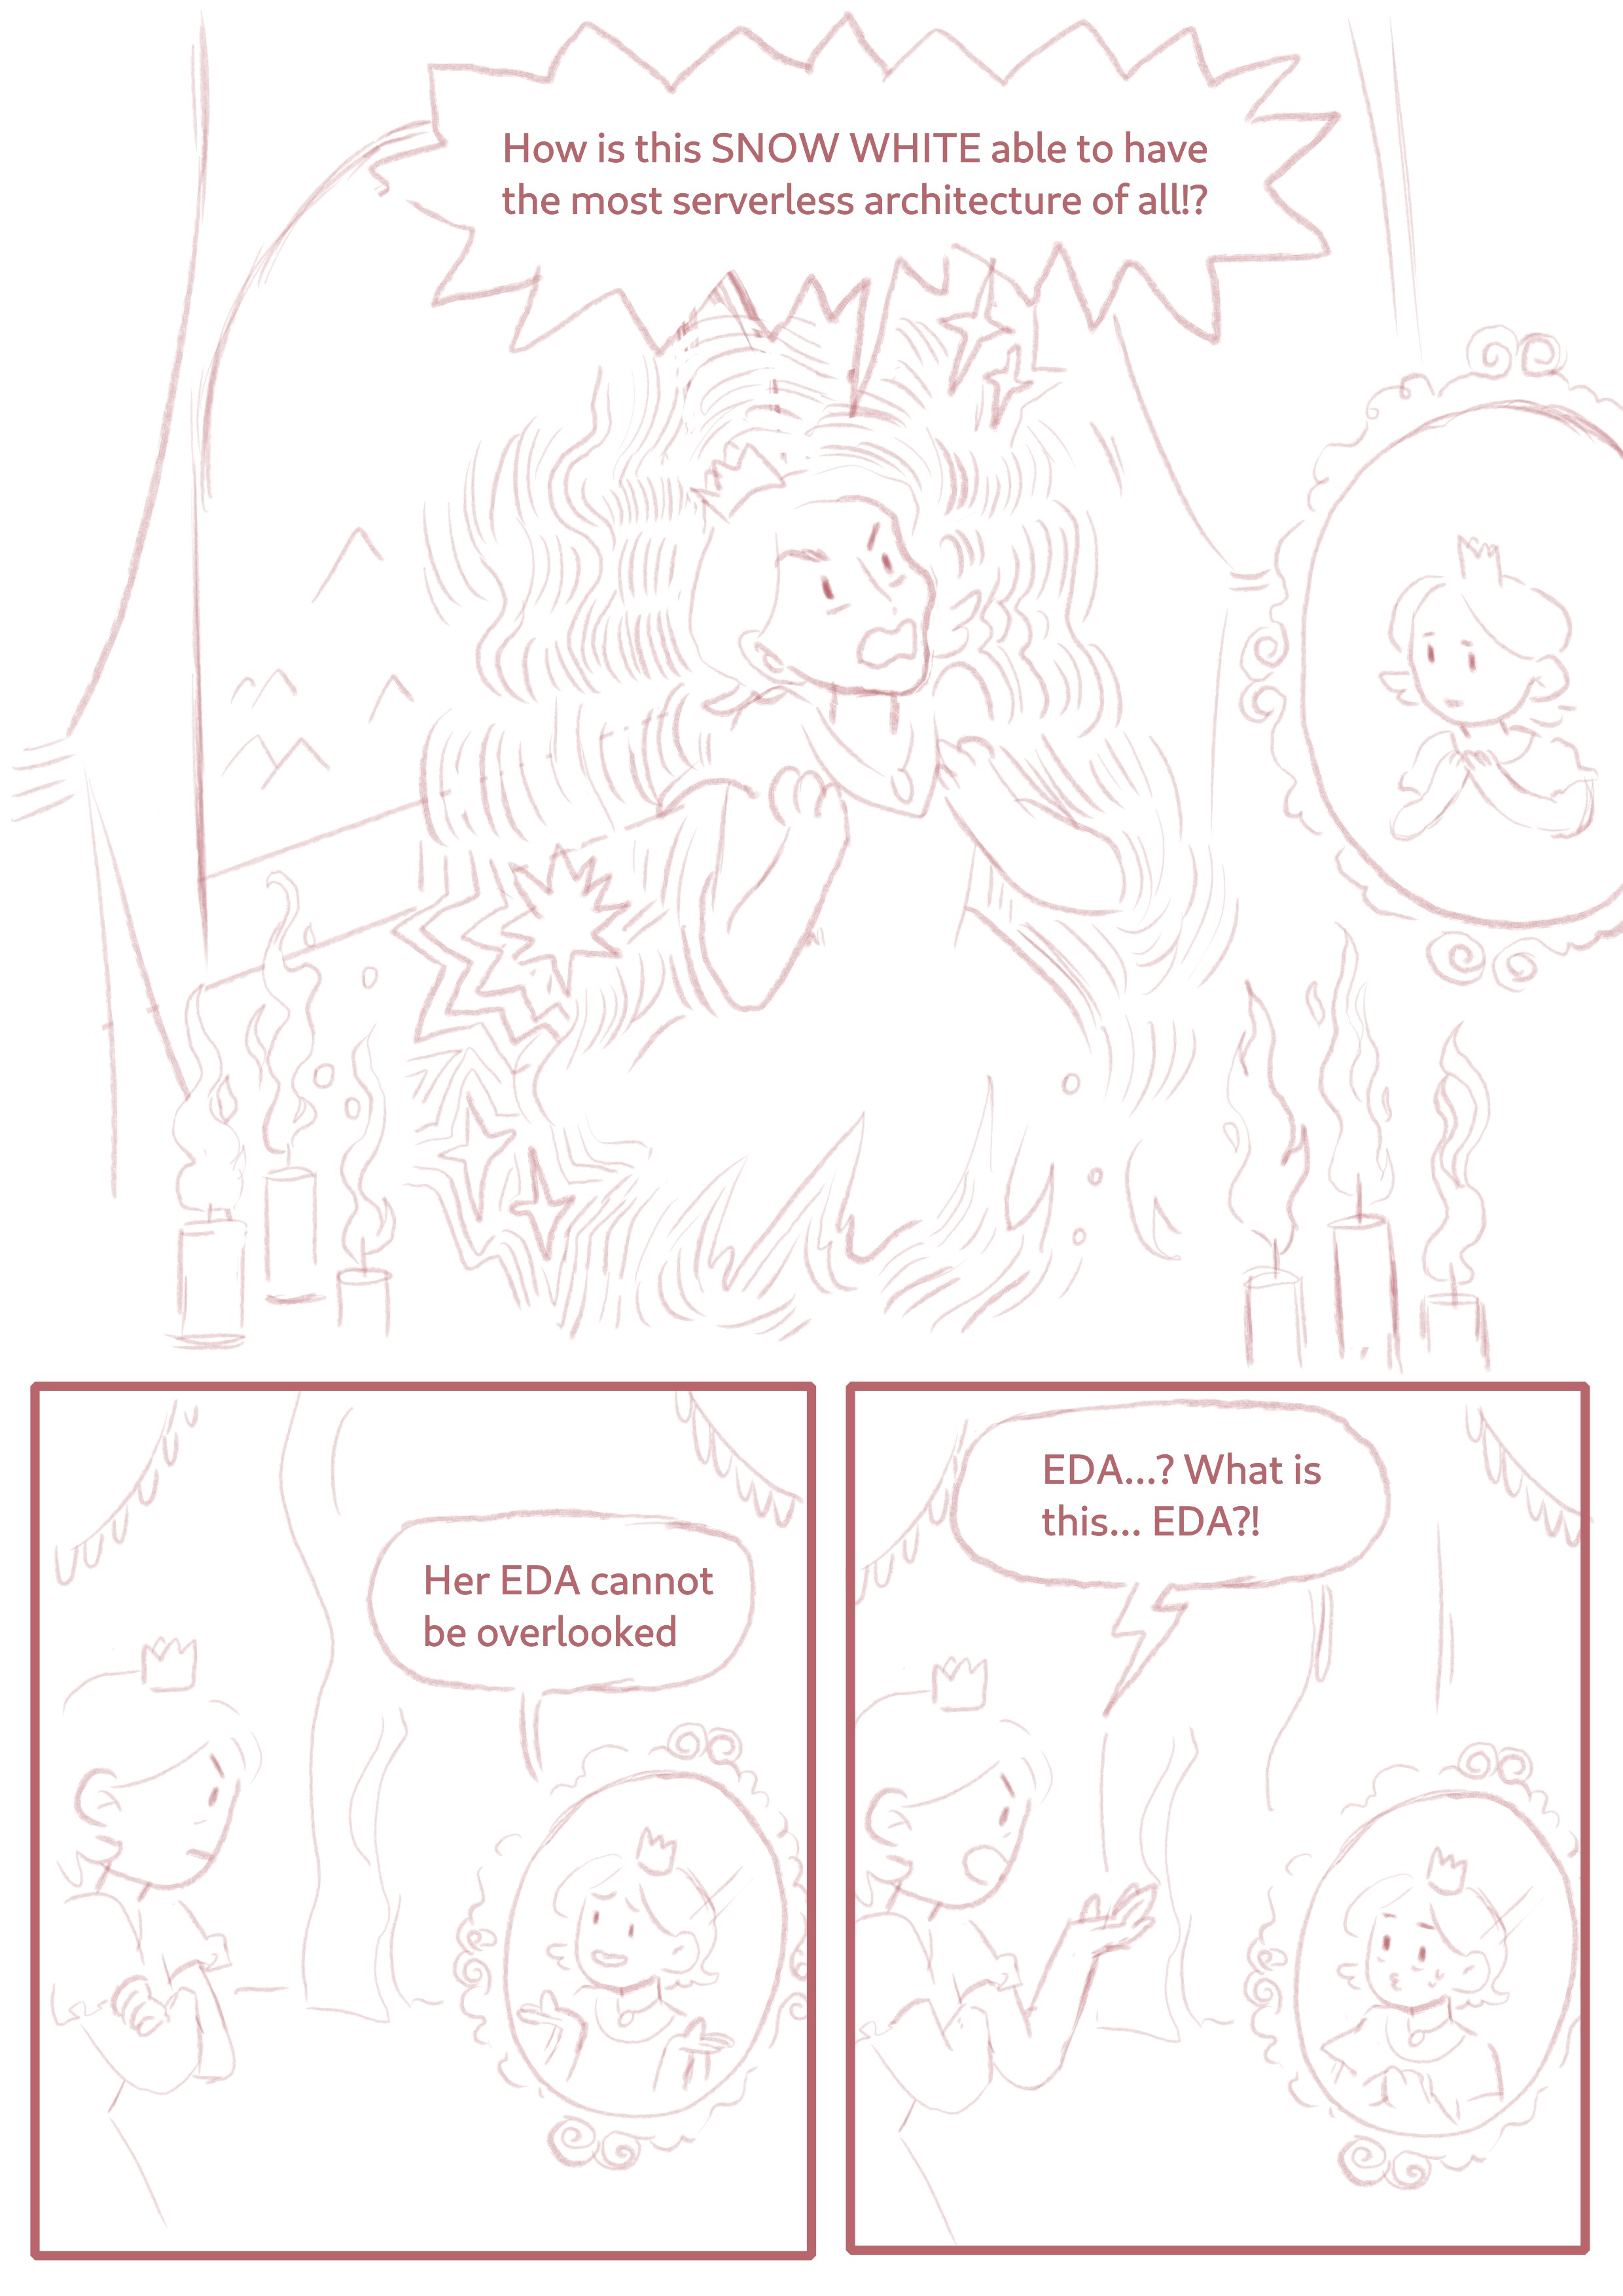 How is this SNOW WHITE able to have
the most serverless architecture of all!?
Her EDA cannot
be overlooked
EDA...? What is
this... EDA?!